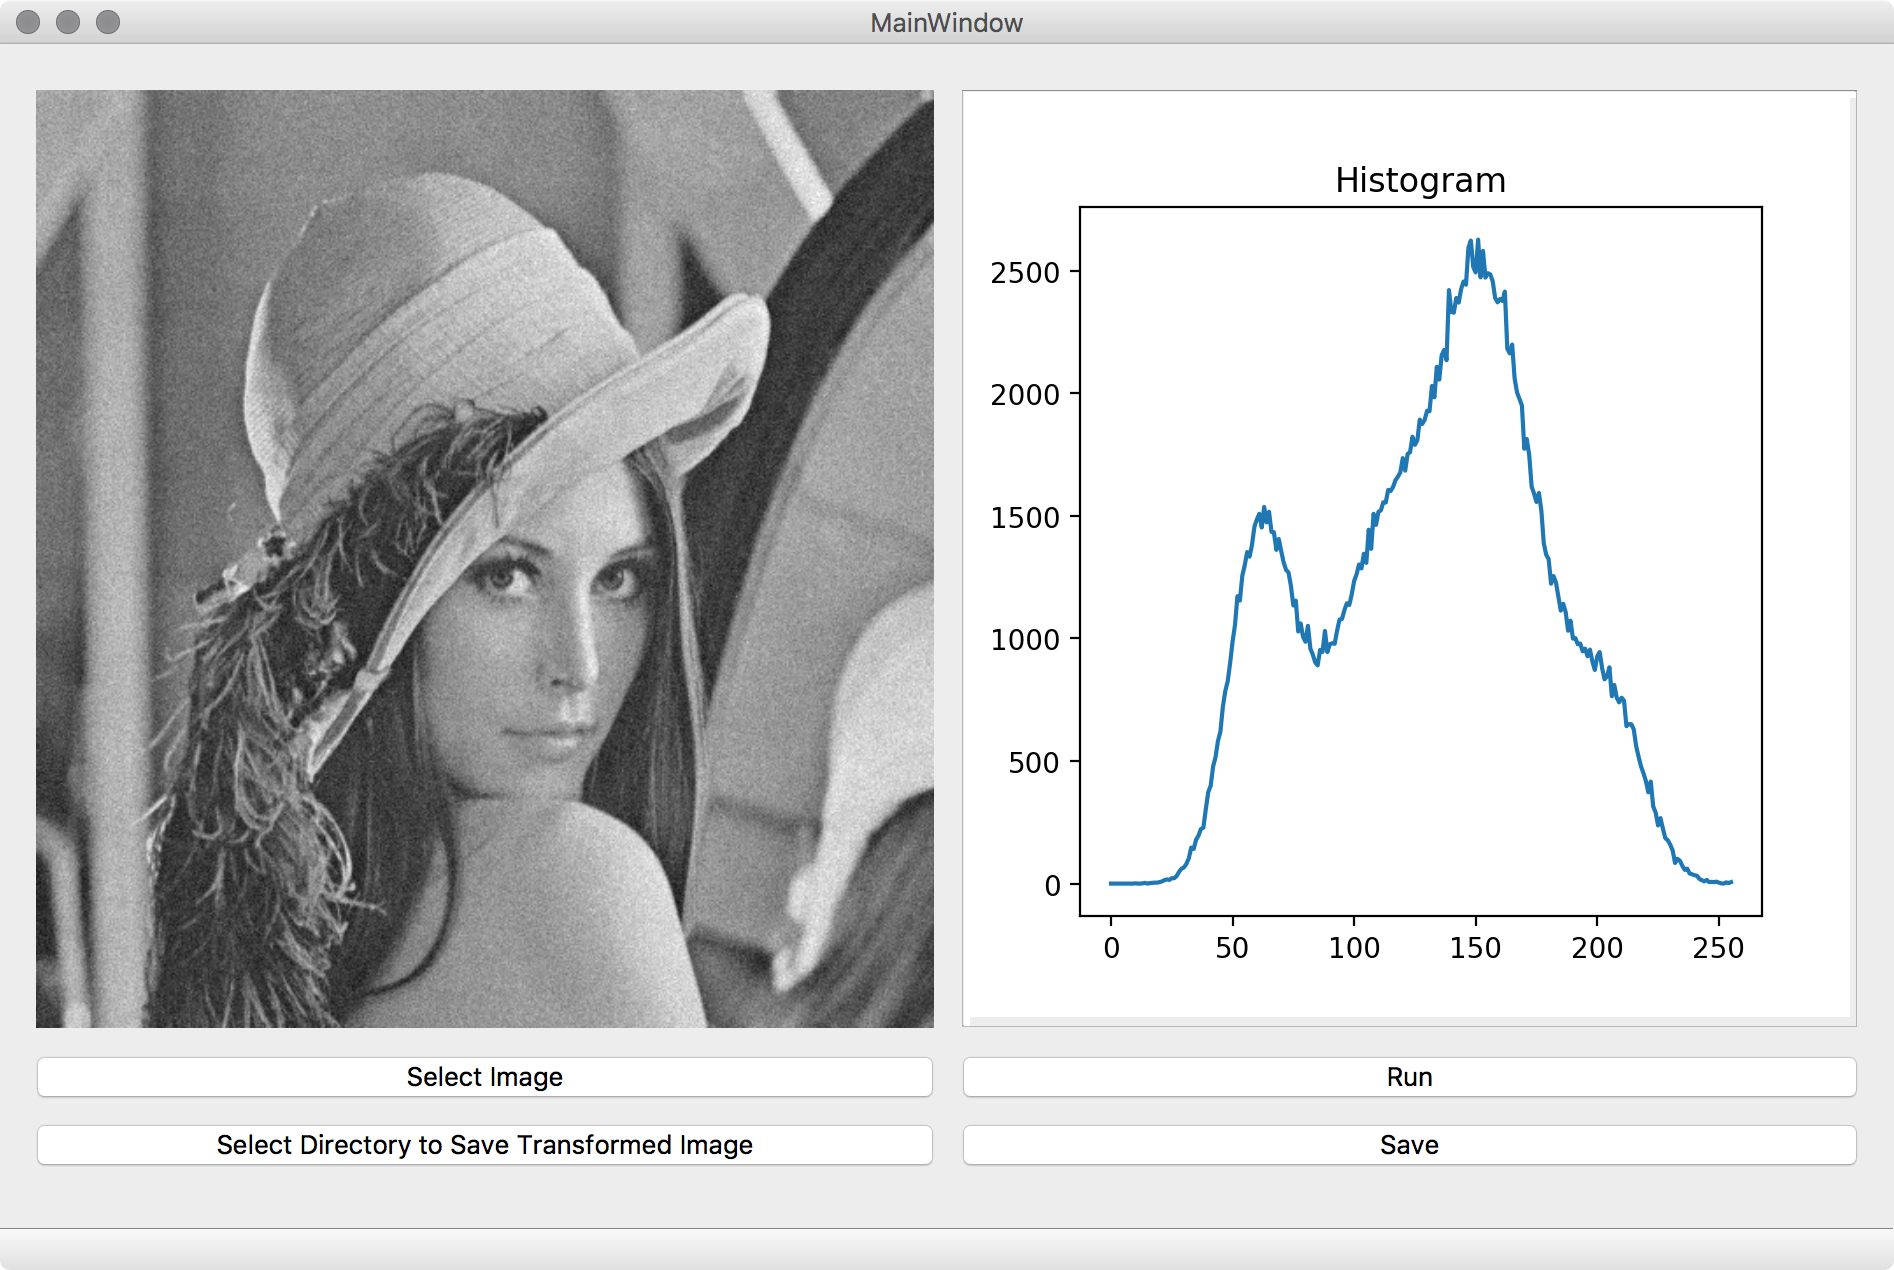 MainWindow
Histogram
2500
2000
1500
1000
500
0
0 50 100 150 200 250
Select Image
Run
Select Directory to Save Transformed Image
Save